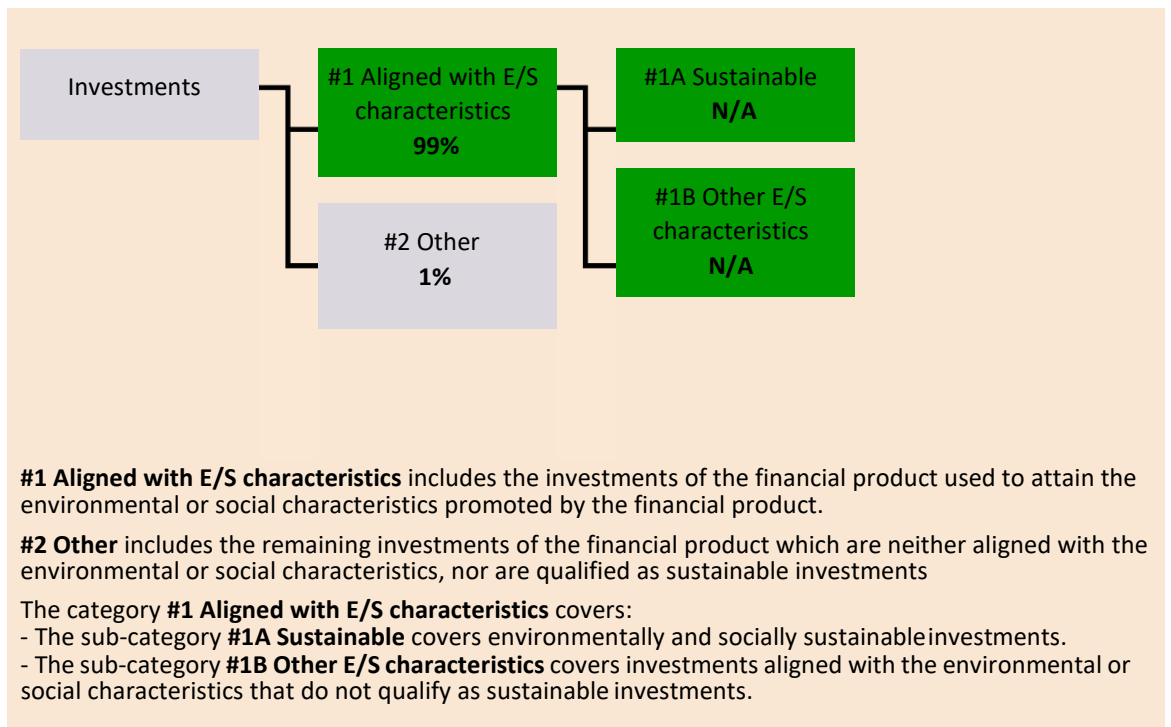 Investments
#1 Aligned with E/S
characteristics
99%
#2 Other
1%
#1A Sustainable
N/A
#1B Other E/S
characteristics
N/A
#1 Aligned with E/S characteristics includes the investments of the financial product used to attain the
environmental or social characteristics promoted by the financial product.
#2 Other includes the remaining investments of the financial product which are neither aligned with the
environmental or social characteristics, nor are qualified as sustainable investments
The category #1 Aligned with E/S characteristics covers:
- The sub-category #1A Sustainable covers environmentally and socially sustainable investments.
- The sub-category #1B Other E/S characteristics covers investments aligned with the environmental or
social characteristics that do not qualify as sustainable investments.